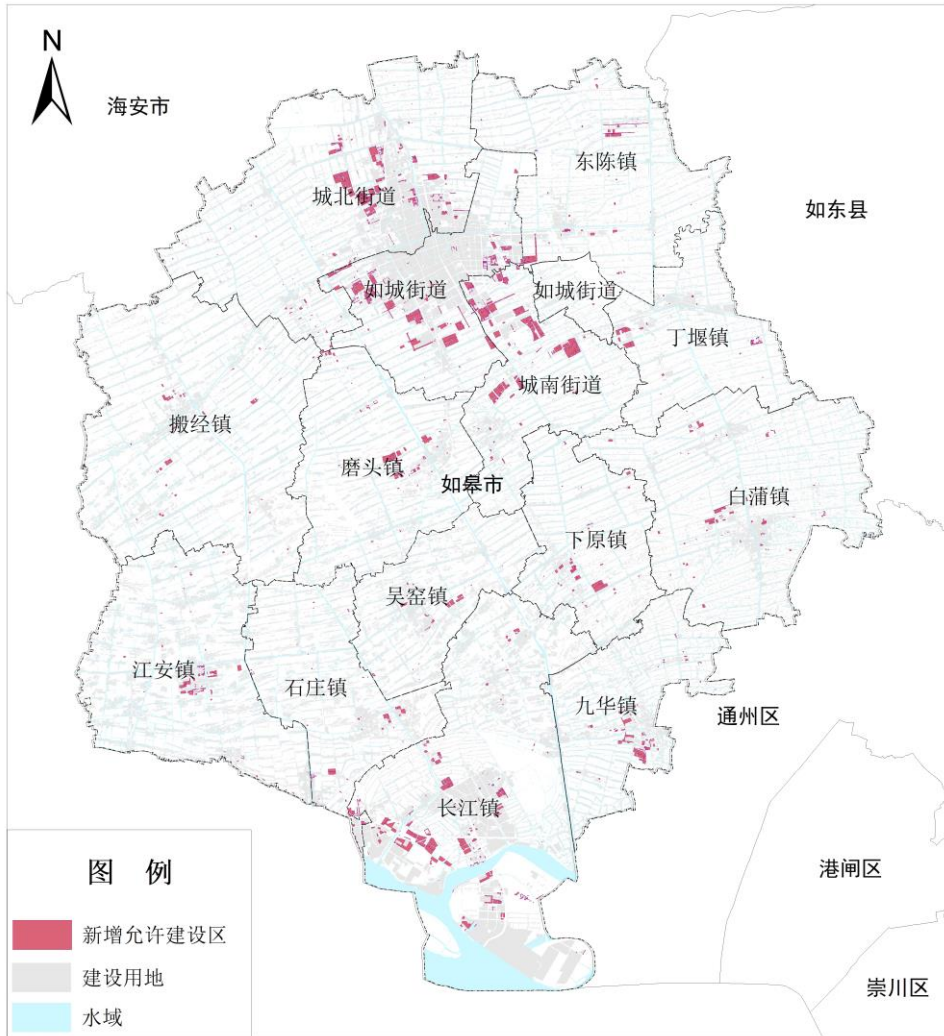 N
海安市
东陈镇
城北街道
如东县
如城街道
如城街道
丁堰镇
城南街道
搬经镇
磨头镇
如皋市
白蒲镇
下原镇
吴窑镇
江安镇
石庄镇
九华镇
通州区
长江镇
港闸区
崇川区
图 例
新增允许建设区
建设用地
水域